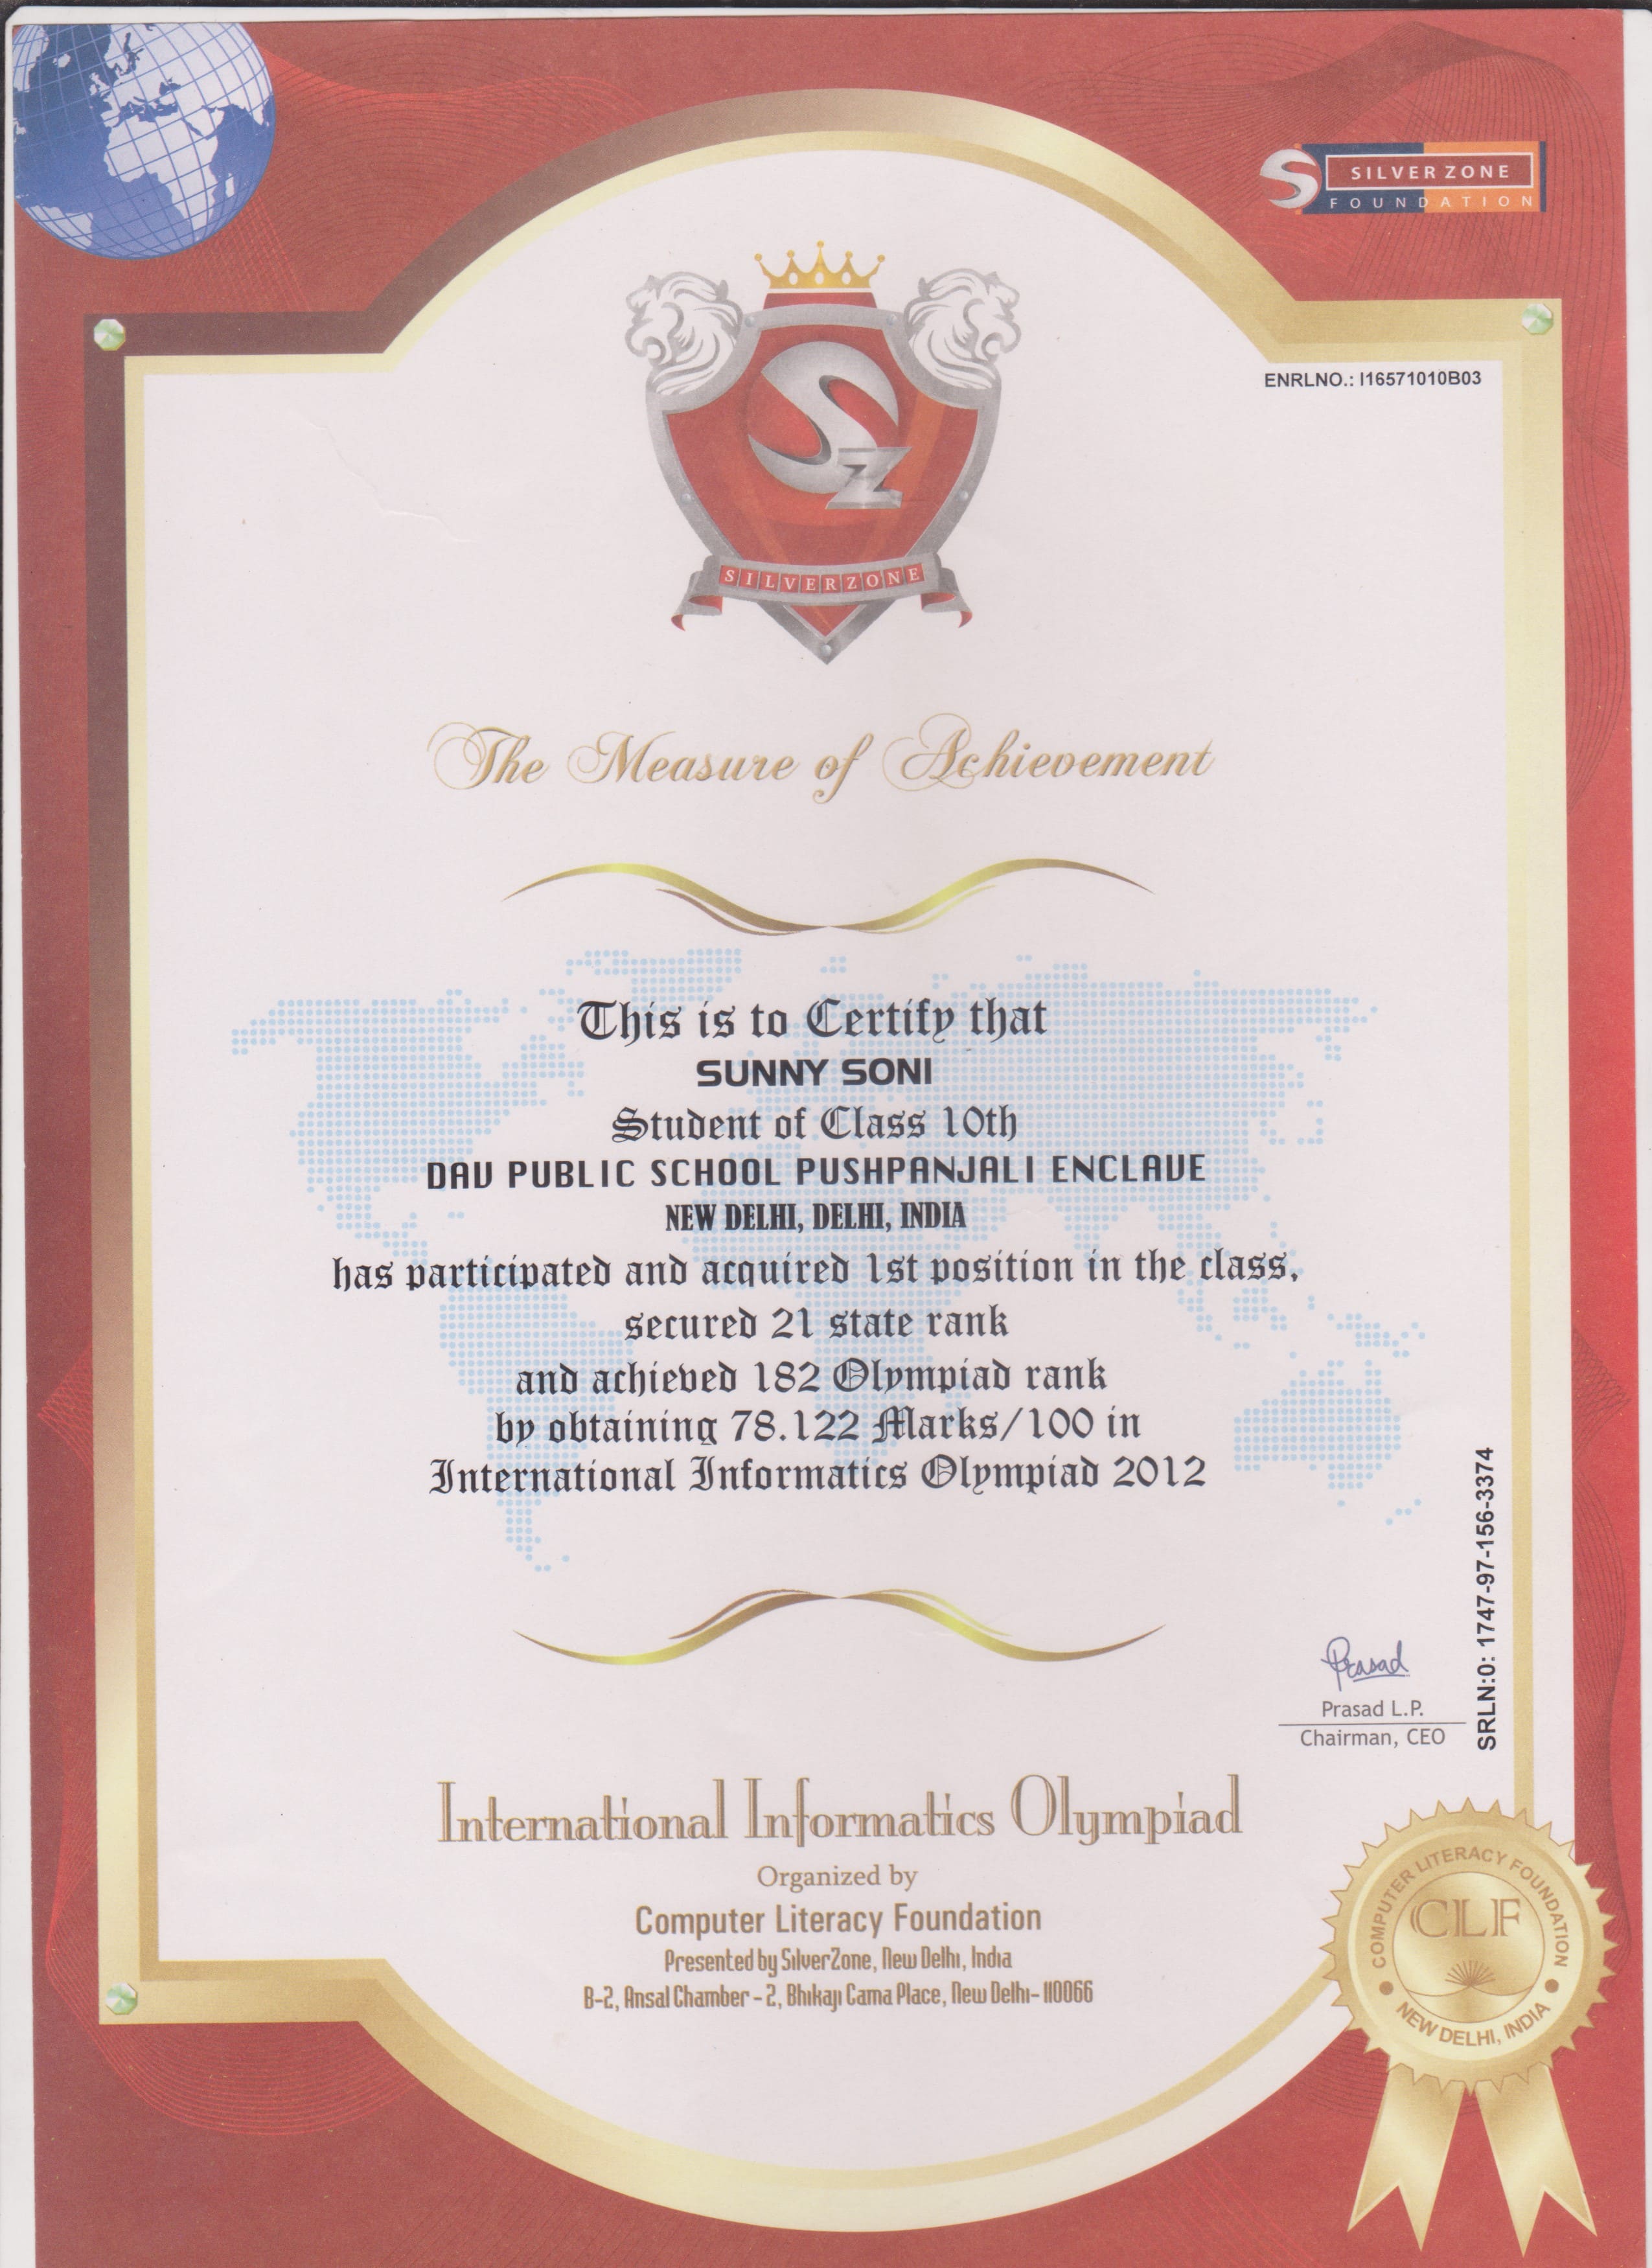 SILVER ZONE
FOUNDATION
ENRLNO.: I16571010B03
SZ
SILVERZONE
The Measure of Achievement
This is to Certify that
SUNNY SONI
Student of Class 10th
DAV PUBLIC SCHOOL PUSHPANJALI ENCLAVE
NEW DELHI, DELHI, INDIA
has participated and acquired 1st position in the class,
secured 21 state rank
and achieved 182 Olympiad rank
by obtaining 78.122 Marks/100 in
International Informatics Olympiad 2012
SRLN:0: 1747-97-156-3374
Prasad
Prasad L.P.
Chairman, CEO
International Informatics Olympiad
Organized by
Computer Literacy Foundation
Presented by SilverZone, New Delhi, India
B-2, Ansal Chamber - 2, Bhikaji Cama Place, New Delhi- 110066
COMPUTER LITERACY FOUNDATION
CLF
NEW DELHI, INDIA